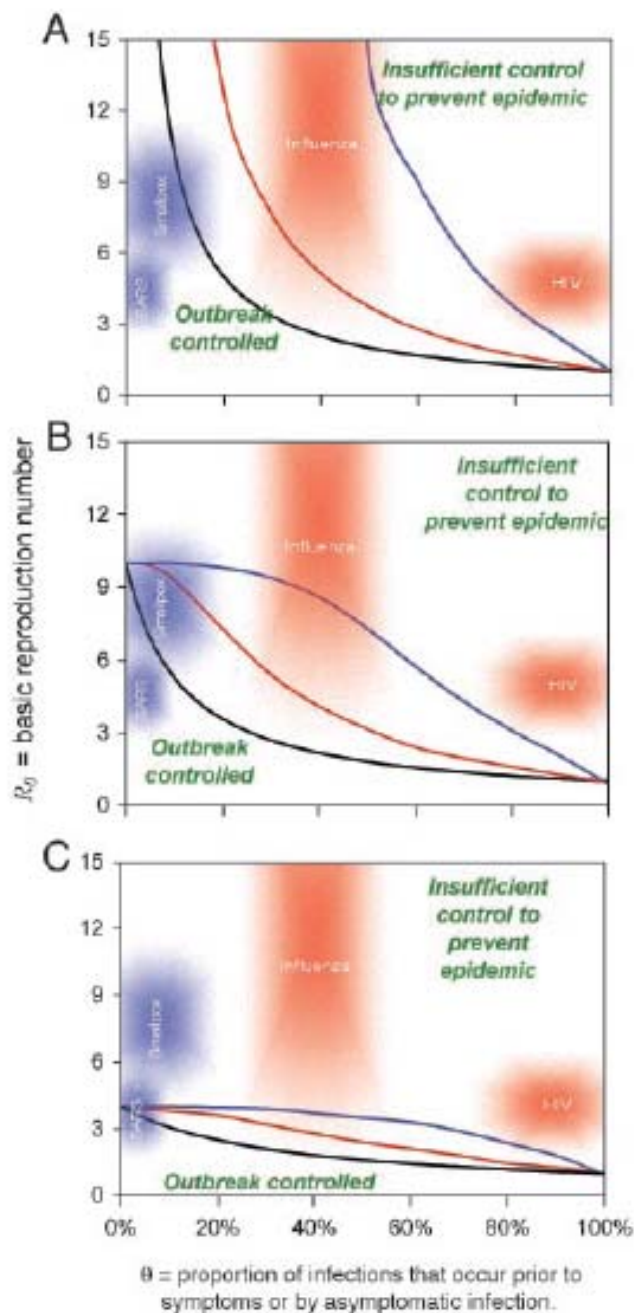 A
15
12
9
6
3
0
Insufficient control
to prevent epidemic
Influenza
Smallpox
SARS
HIV
Outbreak
controlled
B
15
12
9
6
3
0
Insufficient
control to
prevent epidemic
Influenza
Smallpox
SARS
HIV
Outbreak
controlled
R₀ = basic reproduction number
C
15
12
9
6
3
0
Insufficient
control to
prevent
epidemic
Influenza
Smallpox
SARS
HIV
Outbreak controlled
0% 20% 40% 60% 80% 100%
θ = proportion of infections that occur prior to
symptoms or by asymptomatic infection.